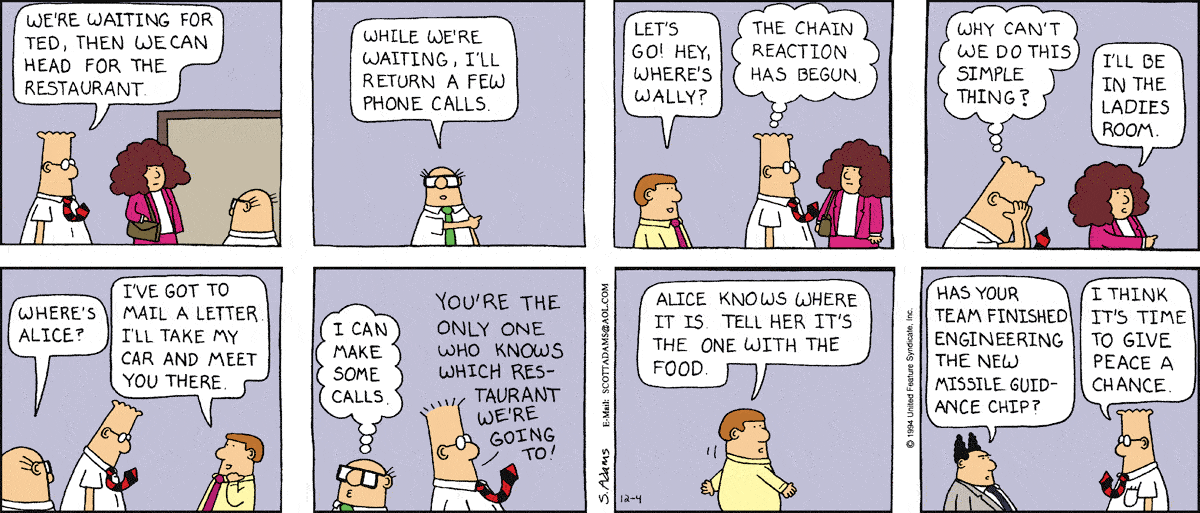 WE'RE WAITING FOR
TED, THEN WE CAN
HEAD FOR THE
RESTAURANT.
WHILE WE'RE
WAITING, I'LL
RETURN A FEW
PHONE CALLS.
LET'S
GO! HEY,
WHERE'S
WALLY?
THE CHAIN
REACTION
HAS BEGUN.
WHY CAN'T
WE DO THIS
SIMPLE
THING?
I'LL BE
IN THE
LADIES
ROOM.
WHERE'S
ALICE?
I'VE GOT TO
MAIL A LETTER.
I'LL TAKE MY
CAR AND MEET
YOU THERE.
I CAN
MAKE
SOME
CALLS.
YOU'RE THE
ONLY ONE
WHO KNOWS
WHICH RES-
TAURANT
WE'RE
GOING
TO!
S. Adams
E-Mail: SCOTTADAMS@AOL.COM
ALICE KNOWS WHERE
IT IS. TELL HER IT'S
THE ONE WITH THE
FOOD.
12-4
© 1994 United Feature Syndicate, Inc.
HAS YOUR
TEAM FINISHED
ENGINEERING
THE NEW
MISSILE GUID-
ANCE CHIP?
I THINK
IT'S TIME
TO GIVE
PEACE A
CHANCE.